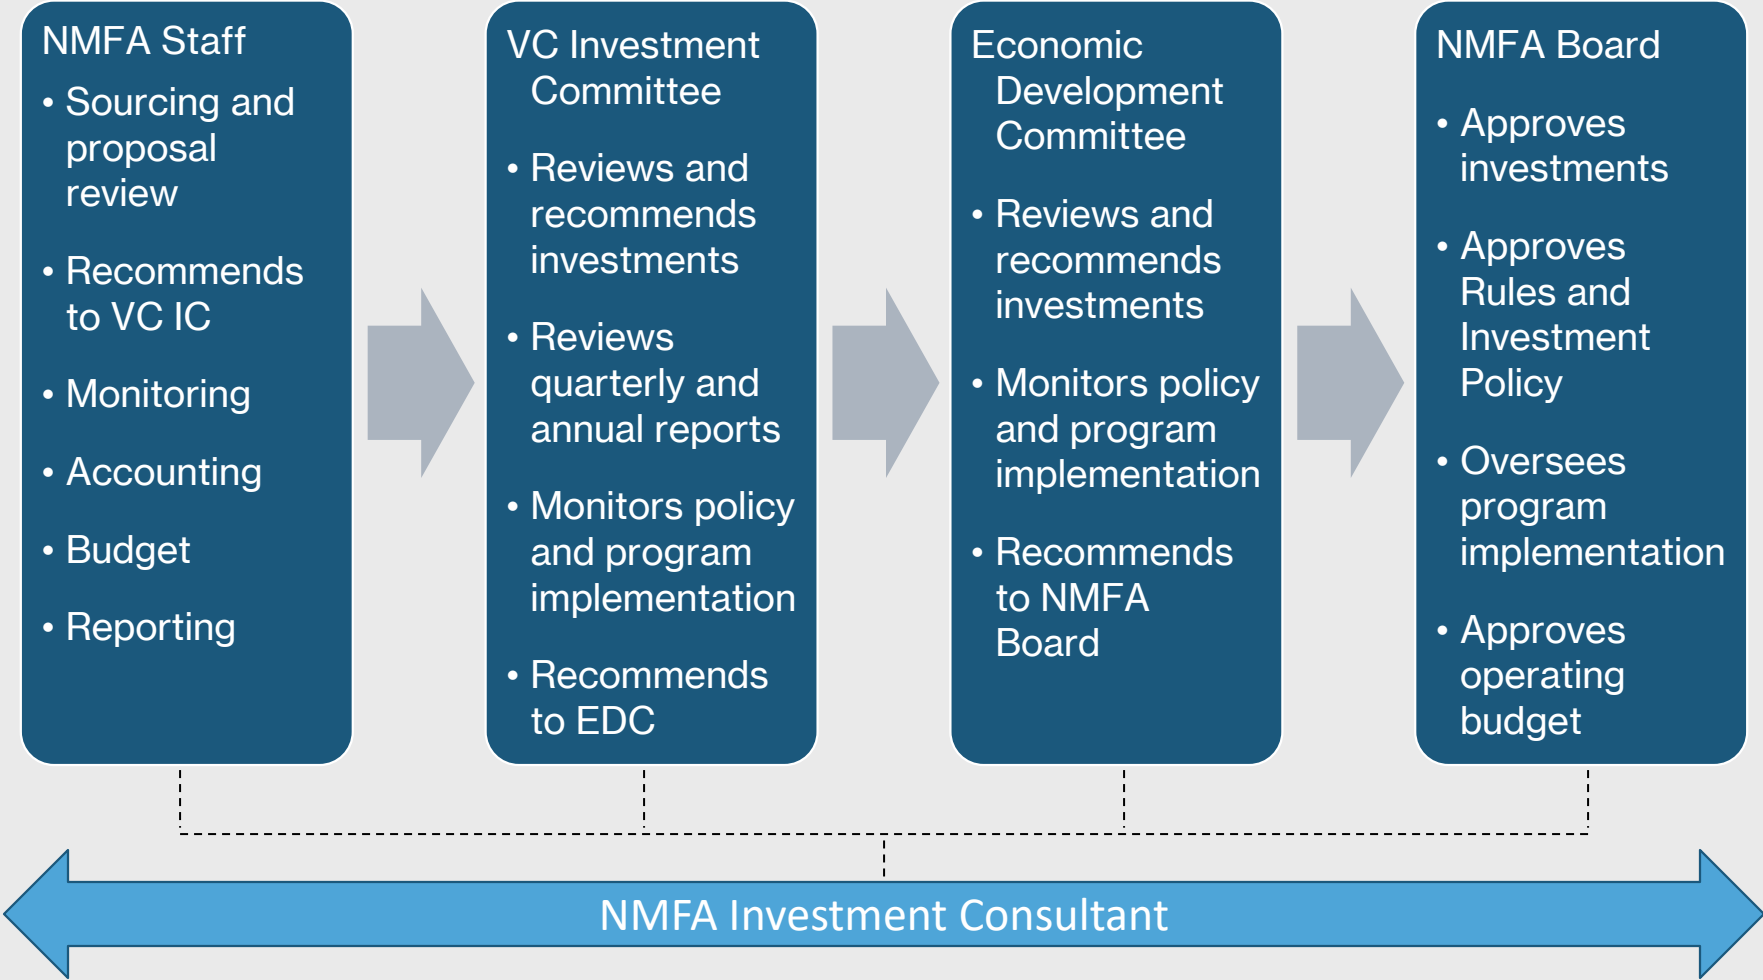 NMFA Staff
• Sourcing and
proposal
review
• Recommends
to VC IC
• Monitoring
• Accounting
• Budget
• Reporting
VC Investment
Committee
• Reviews and
recommends
investments
• Reviews
quarterly and
annual reports
• Monitors policy
and program
implementation
• Recommends
to EDC
Economic
Development
Committee
• Reviews and
recommends
investments
• Monitors policy
and program
implementation
• Recommends
to NMFA
Board
NMFA Board
• Approves
investments
• Approves
Rules and
Investment
Policy
• Oversees
program
implementation
• Approves
operating
budget
NMFA Investment Consultant